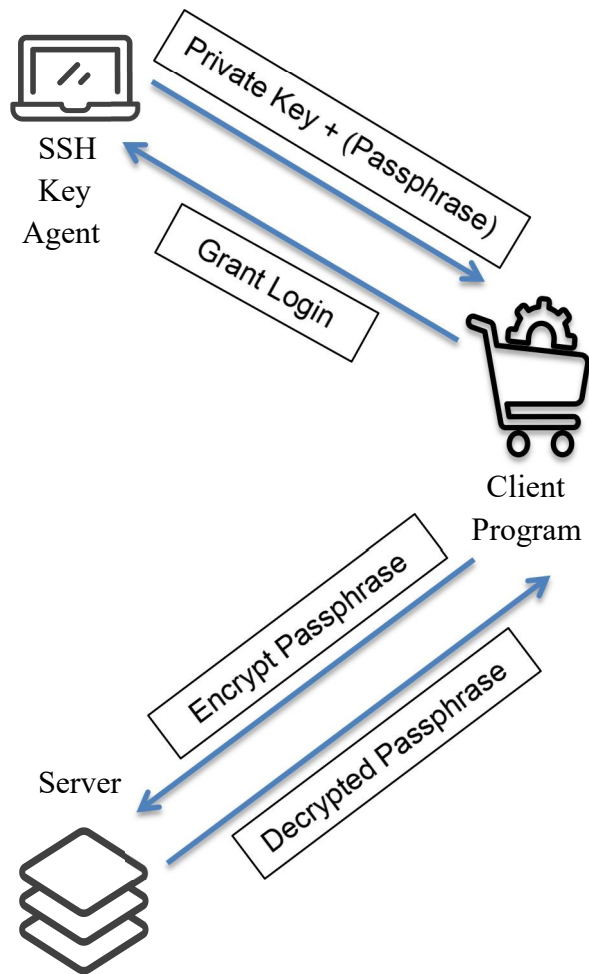 Private Key + (Passphrase)
SSH
Key
Agent
Grant Login
Client
Program
Encrypt Passphrase
Decrypted Passphrase
Server